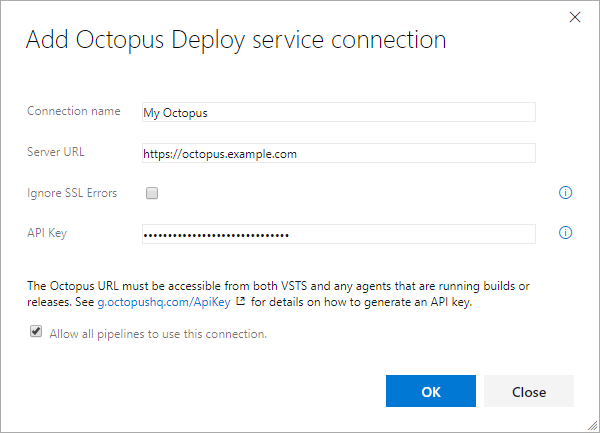 Add Octopus Deploy service connection
Connection name My Octopus
Server URL https://octopus.example.com
Ignore SSL Errors
API Key ••••••••••••••••••••••••••••••
The Octopus URL must be accessible from both VSTS and any agents that are running builds or
releases. See g.octopushq.com/ApiKey for details on how to generate an API key.
Allow all pipelines to use this connection.
OK Close